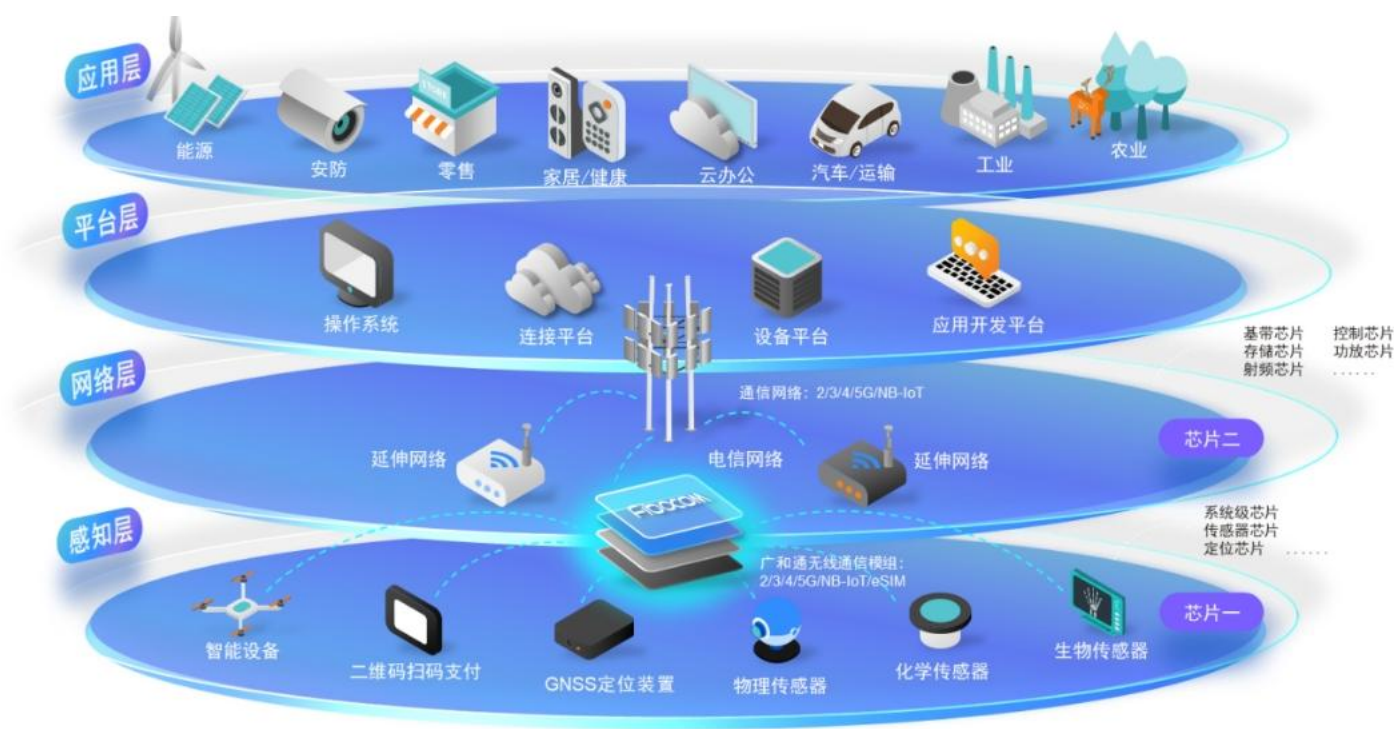 应用层
能源
安防
STORE
零售
家居/健康
云办公
汽车/运输
工业
农业
平台层
操作系统
连接平台
设备平台
应用开发平台
基带芯片 控制芯片
存储芯片 功放芯片
射频芯片 ……
网络层
通信网络：2/3/4/5G/NB-IoT
延伸网络
电信网络
延伸网络
芯片二
系统级芯片
传感器芯片
定位芯片 ……
感知层
Fibocom
广和通无线通信模组：
2/3/4/5G/NB-IoT/eSIM
芯片一
智能设备
二维码扫码支付
GNSS定位装置
物理传感器
化学传感器
生物传感器